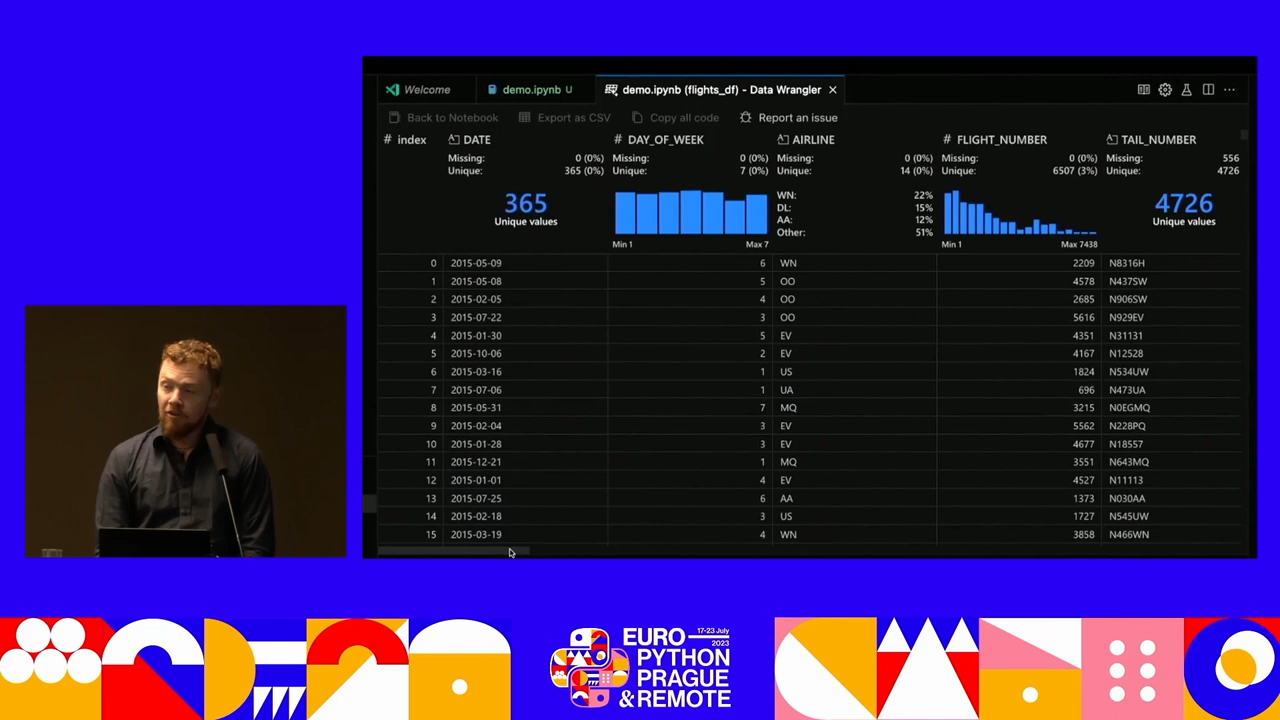 Welcome
demo.ipynb U
demo.ipynb (flights_df) - Data Wrangler
Back to Notebook
Export as CSV
Copy all code
Report an issue
# index
DATE
# DAY_OF_WEEK
AIRLINE
# FLIGHT_NUMBER
TAIL_NUMBER
Missing: 0 (0%) Missing: 0 (0%) Missing: 0 (0%) Missing: 0 (0%) Missing: 556
Unique: 365 (0%) Unique: 7 (0%) Unique: 14 (0%) Unique: 6507 (3%) Unique: 4726
365
Unique values
Min 1 Max 7
WN: 22%
DL: 15%
AA: 12%
Other: 51%
Min 1 Max 7438
4726
Unique values
0 2015-05-09 6 WN 2209 N8316H
1 2015-05-08 5 OO 4578 N437SW
2 2015-02-05 4 OO 2685 N906SW
3 2015-07-22 3 OO 5616 N929EV
4 2015-01-30 5 EV 4351 N31131
5 2015-10-06 2 EV 4167 N12528
6 2015-03-16 1 US 1824 N534UW
7 2015-07-06 1 UA 696 N473UA
8 2015-05-31 7 MQ 3215 N0EGMQ
9 2015-02-04 3 EV 5562 N228PQ
10 2015-01-28 3 EV 4677 N18557
11 2015-12-21 1 MQ 3551 N643MQ
12 2015-01-01 4 EV 4527 N11113
13 2015-07-25 6 AA 1373 N030AA
14 2015-02-18 3 US 1727 N545UW
15 2015-03-19 4 WN 3858 N466WN
17-23 July
2023
EURO
PYTHON
PRAGUE
& REMOTE